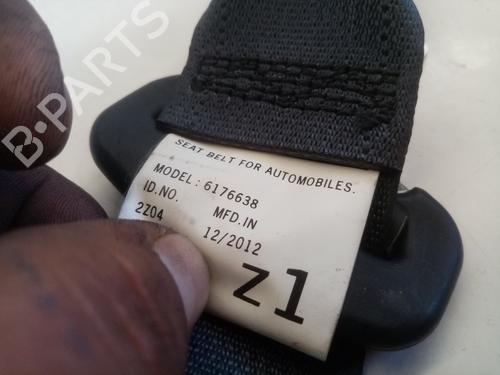 B-PARTS
SEAT BELT FOR AUTOMOBILES.
MODEL: 6176638
ID.NO. MFD.IN
2Z04 12/2012
Z1